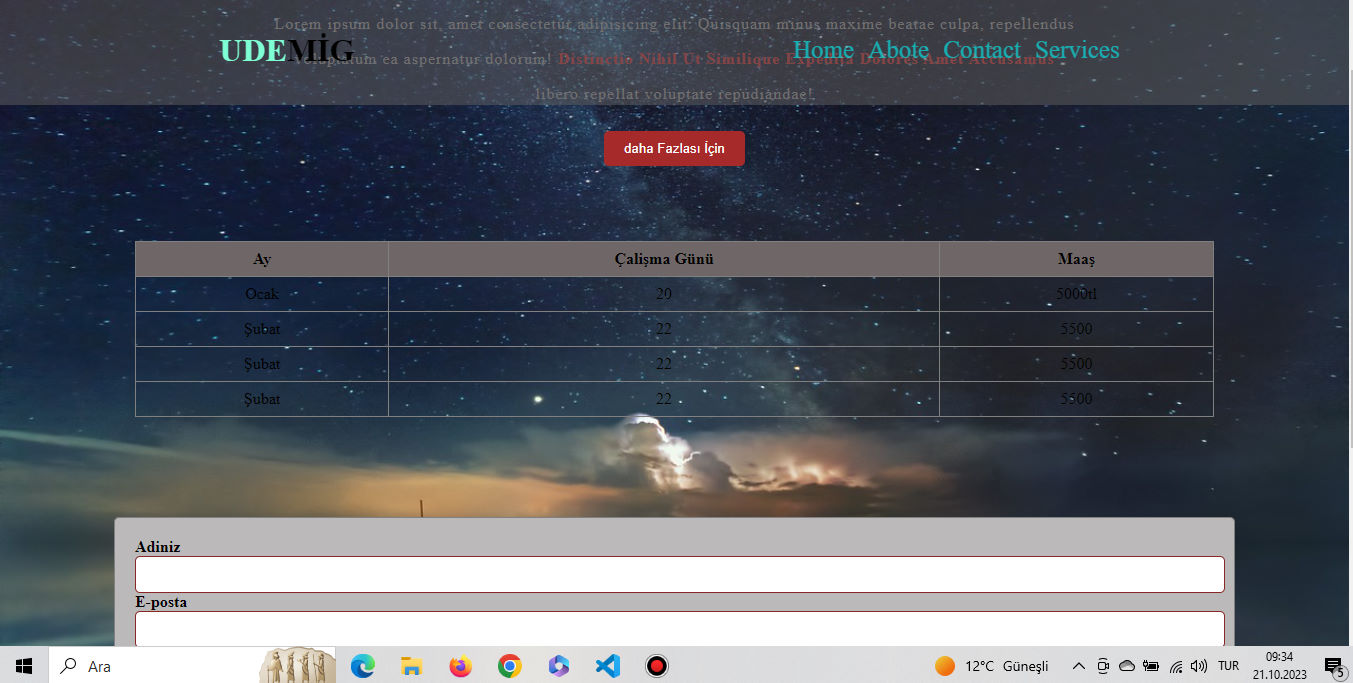 Lorem ipsum dolor sit, amet consectetur adipisicing elit. Quisquam minus maxime beatae culpa, repellendus
UDEMİG Home Abote Contact Services
voluptatum ea aspernatur dolorum! Distinctio Nihil Ut Similique Expedita Dolores Amet Accusamus
libero repellat voluptate repudiandae!
daha Fazlası İçin
Ay Çalişma Günü Maaş
Ocak 20 5000tl
Şubat 22 5500
Şubat 22 5500
Şubat 22 5500
Adiniz
E-posta
Ara 12°C Güneşli TUR 09:34
21.10.2023 5